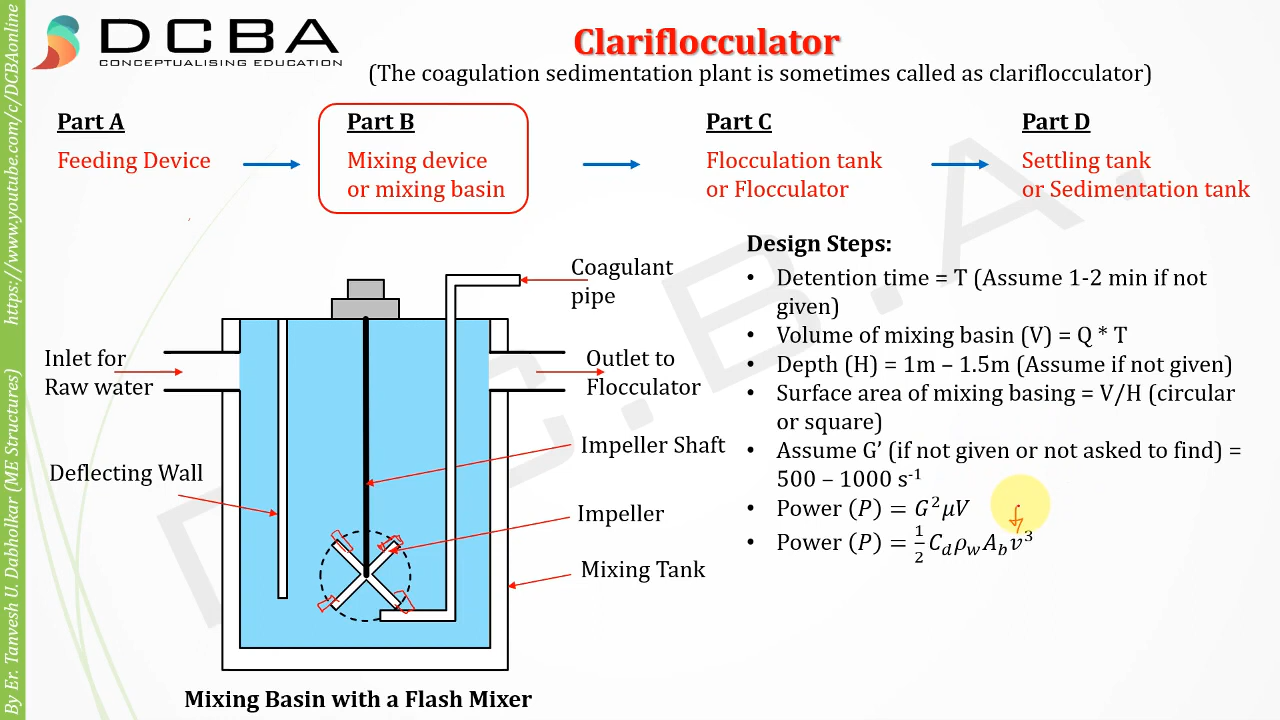 DCBA
CONCEPTUALISING EDUCATION
Clariflocculator
(The coagulation sedimentation plant is sometimes called as clariflocculator)
Part A
Feeding Device
Part B
Mixing device
or mixing basin
Part C
Flocculation tank
or Flocculator
Part D
Settling tank
or Sedimentation tank
Coagulant
pipe
Inlet for
Raw water
Outlet to
Flocculator
Deflecting Wall
Impeller Shaft
Impeller
Mixing Tank
Mixing Basin with a Flash Mixer
Design Steps:
• Detention time = T (Assume 1-2 min if not
given)
• Volume of mixing basin (V) = Q * T
• Depth (H) = 1m – 1.5m (Assume if not given)
• Surface area of mixing basing = V/H (circular
or square)
• Assume G’ (if not given or not asked to find) =
500 – 1000 s⁻¹
• Power (P) = G²μV
• Power (P) = ½ C_d ρ_w A_b v³
By Er. Tanvesh U. Dabholkar (ME Structures) https://www.youtube.com/c/DCBAonline
D.C.B.A.